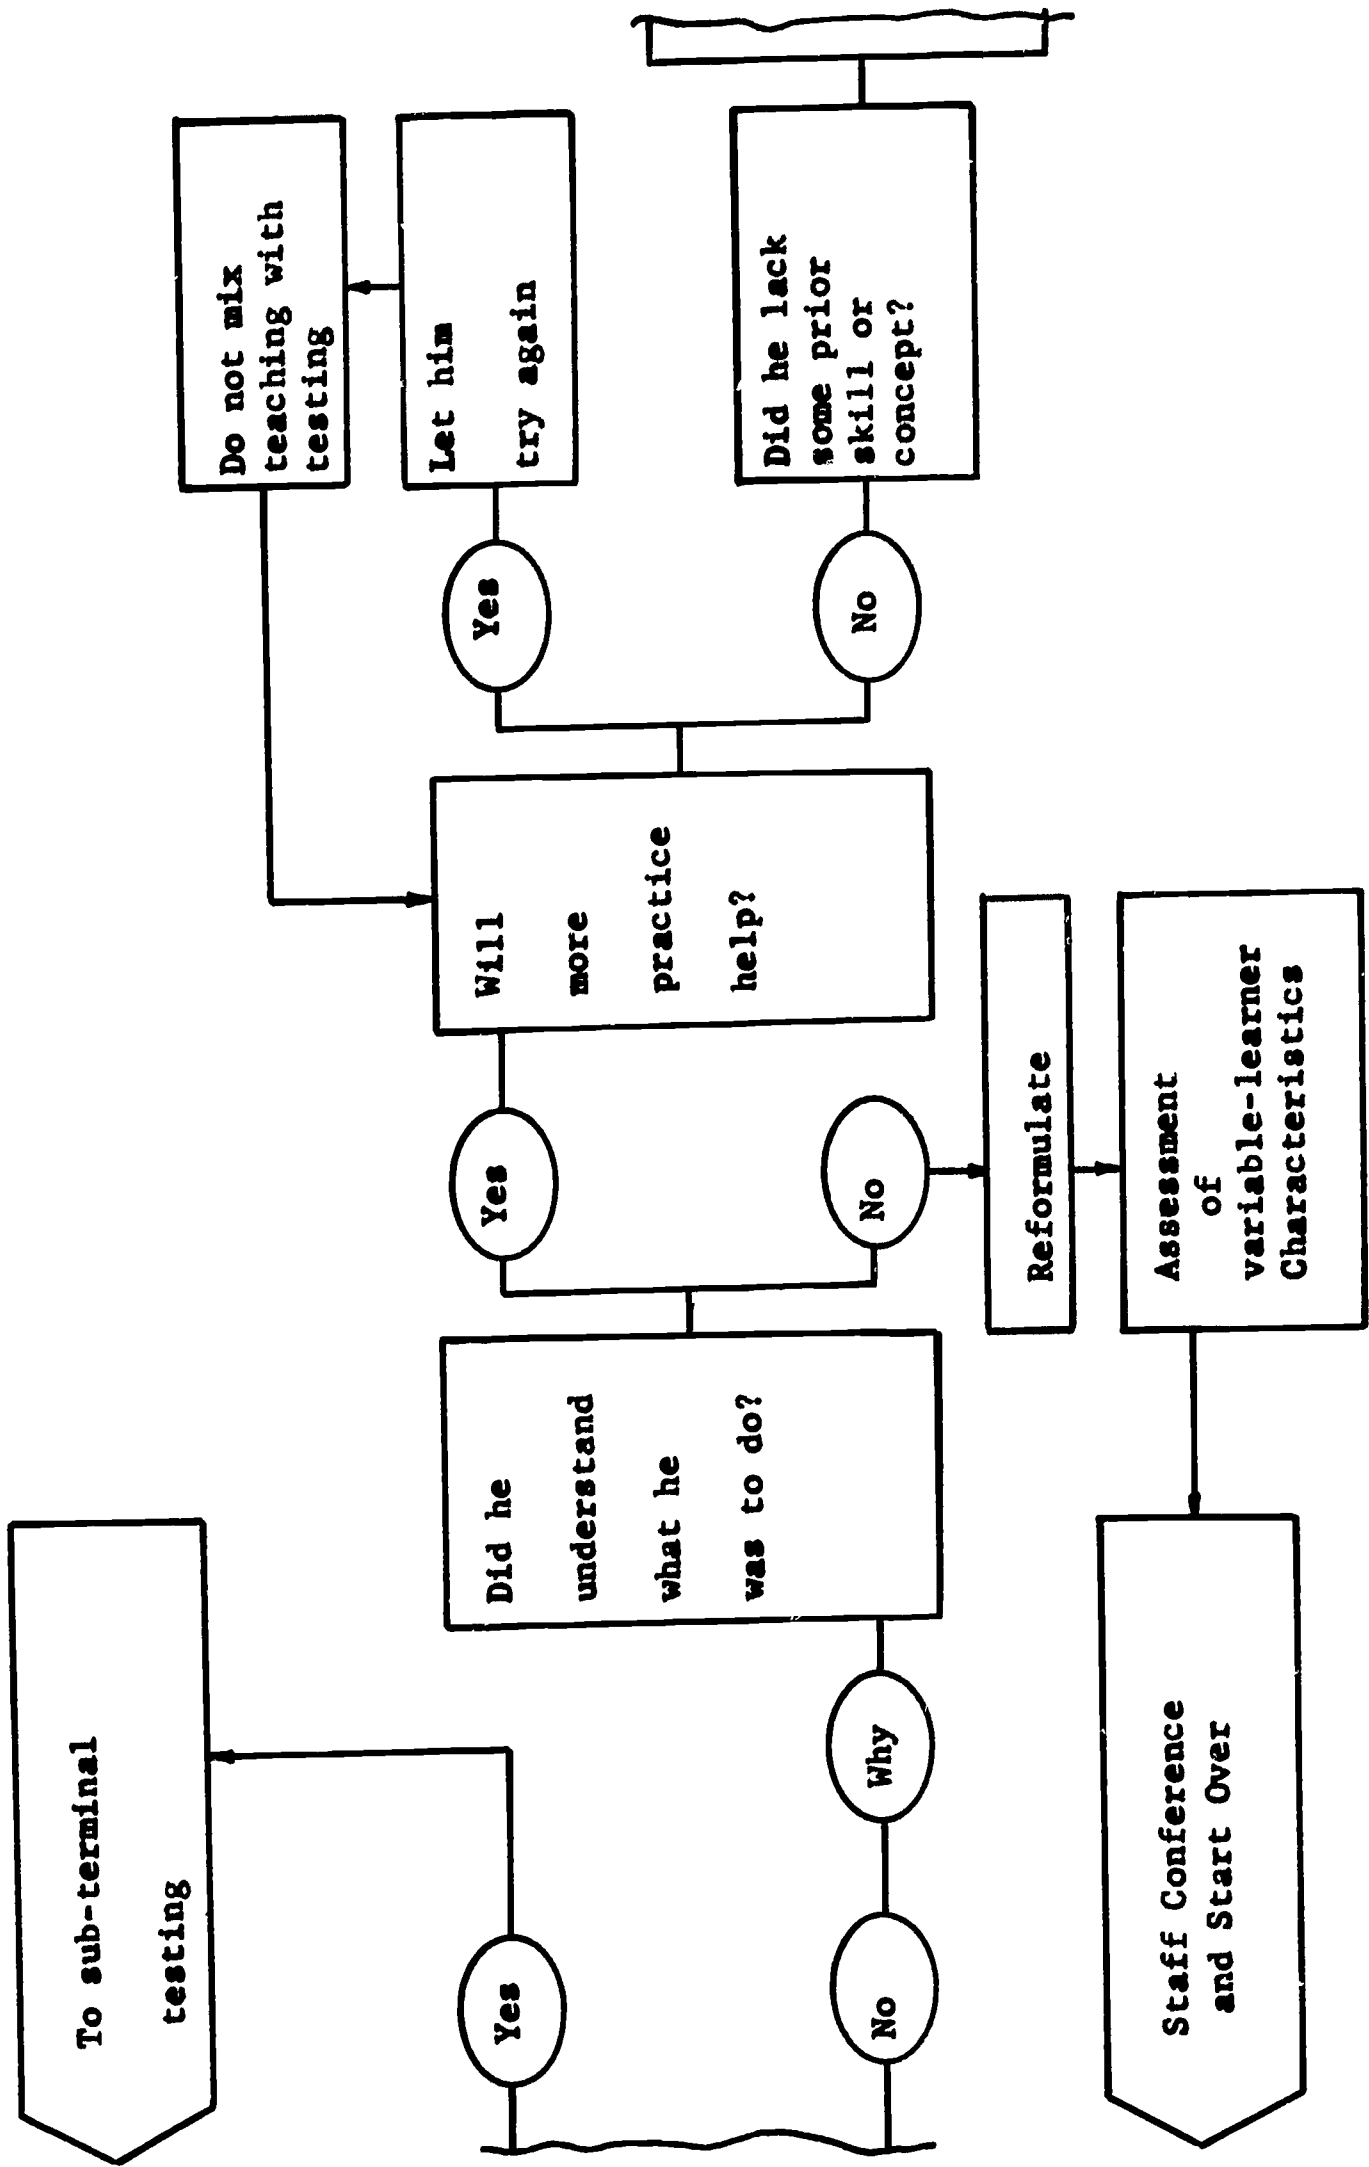 To sub-terminal
testing
Yes
No
Why
Did he
understand
what he
was to do?
Yes
No
Reformulate
Assessment
of
variable-learner
Characteristics
Staff Conference
and Start Over
Will
more
practice
help?
Yes
No
Let him
try again
Do not mix
teaching with
testing
Did he lack
some prior
skill or
concept?